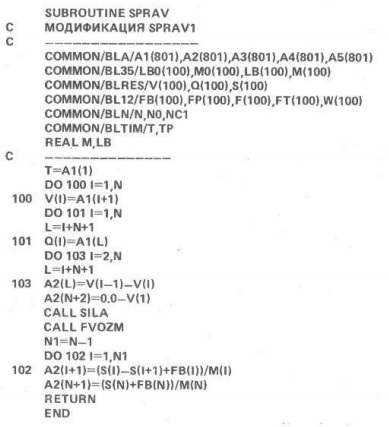 SUBROUTINE SPRAV
C МОДИФИКАЦИЯ SPRAV1
C ------------------
COMMON/BLA/A1(801),A2(801),A3(801),A4(801),A5(801)
COMMON/BL35/LB0(100),M0(100),LB(100),M(100)
COMMON/BLRES/V(100),Q(100),S(100)
COMMON/BL12/FB(100),FP(100),F(100),FT(100),W(100)
COMMON/BLN/N,N0,NC1
COMMON/BLTIM/T,TP
REAL M,LB
C --------------
T=A1(1)
DO 100 I=1,N
100 V(I)=A1(I+1)
DO 101 I=1,N
L=I+N+1
101 Q(I)=A1(L)
DO 103 I=2,N
L=I+N+1
103 A2(L)=V(I—1)—V(I)
A2(N+2)=0.0—V(1)
CALL SILA
CALL FVOZM
N1=N—1
DO 102 I=1,N1
102 A2(I+1)=(S(I)—S(I+1)+FB(I))/M(I)
A2(N+1)=(S(N)+FB(N))/M(N)
RETURN
END